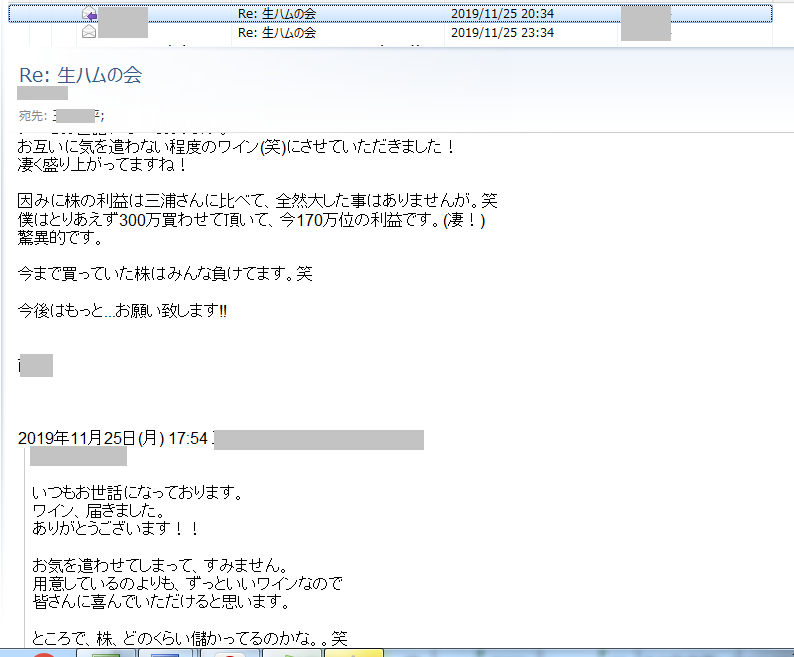 Re: 生ハムの会 2019/11/25 20:34
Re: 生ハムの会 2019/11/25 23:34
Re: 生ハムの会
宛先:
お互いに気を遣わない程度のワイン(笑)にさせていただきました！
凄く盛り上がってますね！
因みに株の利益は三浦さんに比べて、全然大した事はありませんが。笑
僕はとりあえず300万買わせて頂いて、今170万位の利益です。(凄！)
驚異的です。
今まで買っていた株はみんな負けてます。笑
今後はもっと...お願い致します!!
2019年11月25日(月) 17:54
いつもお世話になっております。
ワイン、届きました。
ありがとうございます！！
お気を遣わせてしまって、すみません。
用意しているのよりも、ずっといいワインなので
皆さんに喜んでいただけると思います。
ところで、株、どのくらい儲かってるのかな。。笑